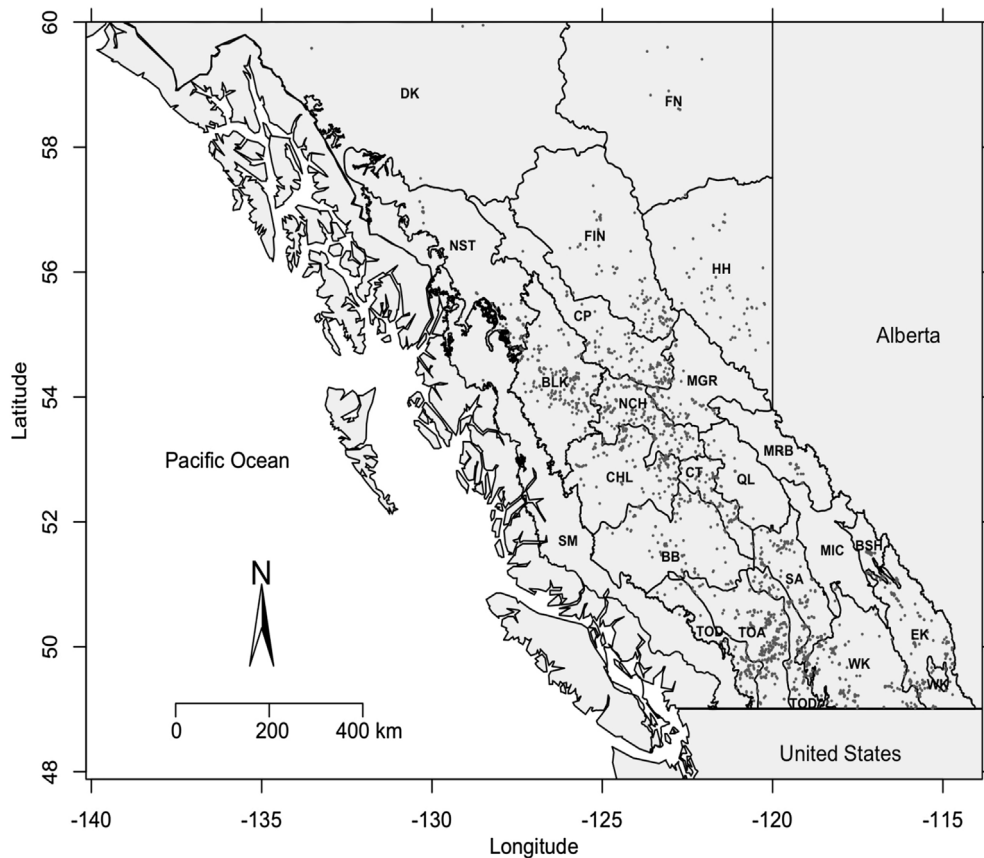 60
58
56
54
52
50
48
Latitude
DK
FN
NST
FIN
HH
CP
Alberta
BLK
MGR
NCH
MRB
CHL
CT
QL
Pacific Ocean
SM
BB
MIC
BSH
SA
N
TOD
TOA
EK
WK
WK
TOD
0 200 400 km
United States
-140 -135 -130 -125 -120 -115
Longitude